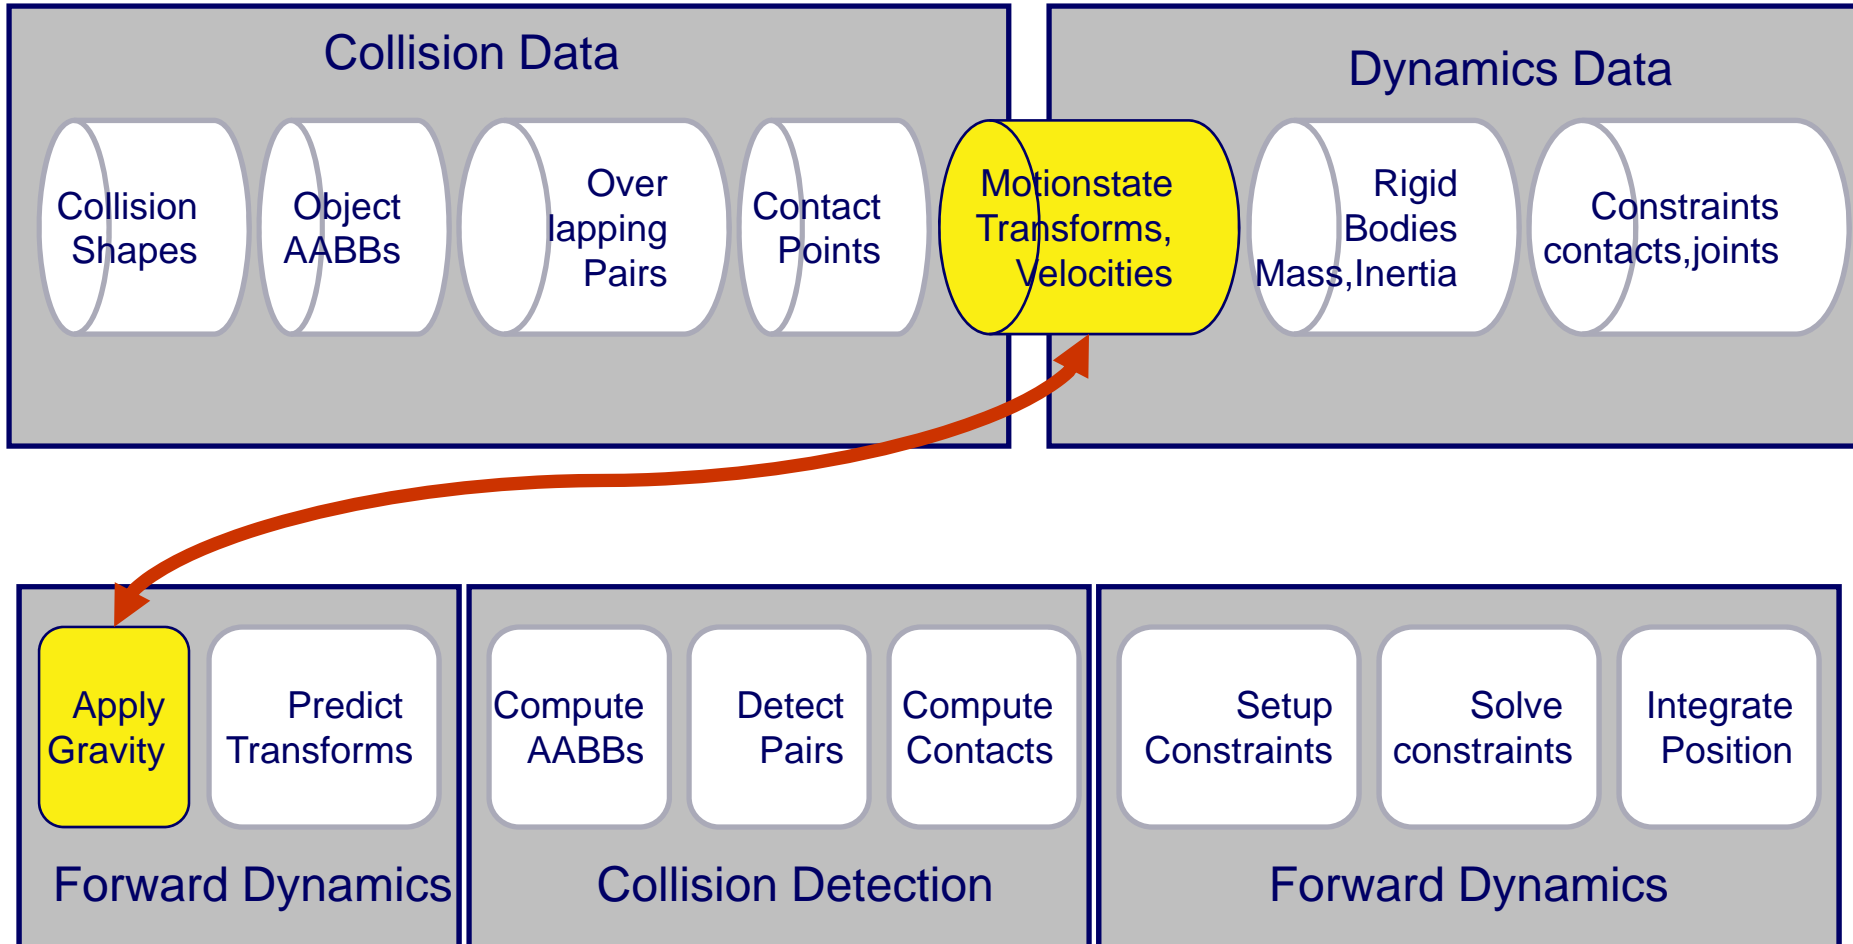 Collision Data
Collision
Shapes
Object
AABBs
Over
lapping
Pairs
Contact
Points
Motionstate
Transforms,
Velocities
Dynamics Data
Rigid
Bodies
Mass,Inertia
Constraints
contacts,joints
Apply
Gravity
Predict
Transforms
Forward Dynamics
Compute
AABBs
Detect
Pairs
Compute
Contacts
Collision Detection
Setup
Constraints
Solve
constraints
Integrate
Position
Forward Dynamics